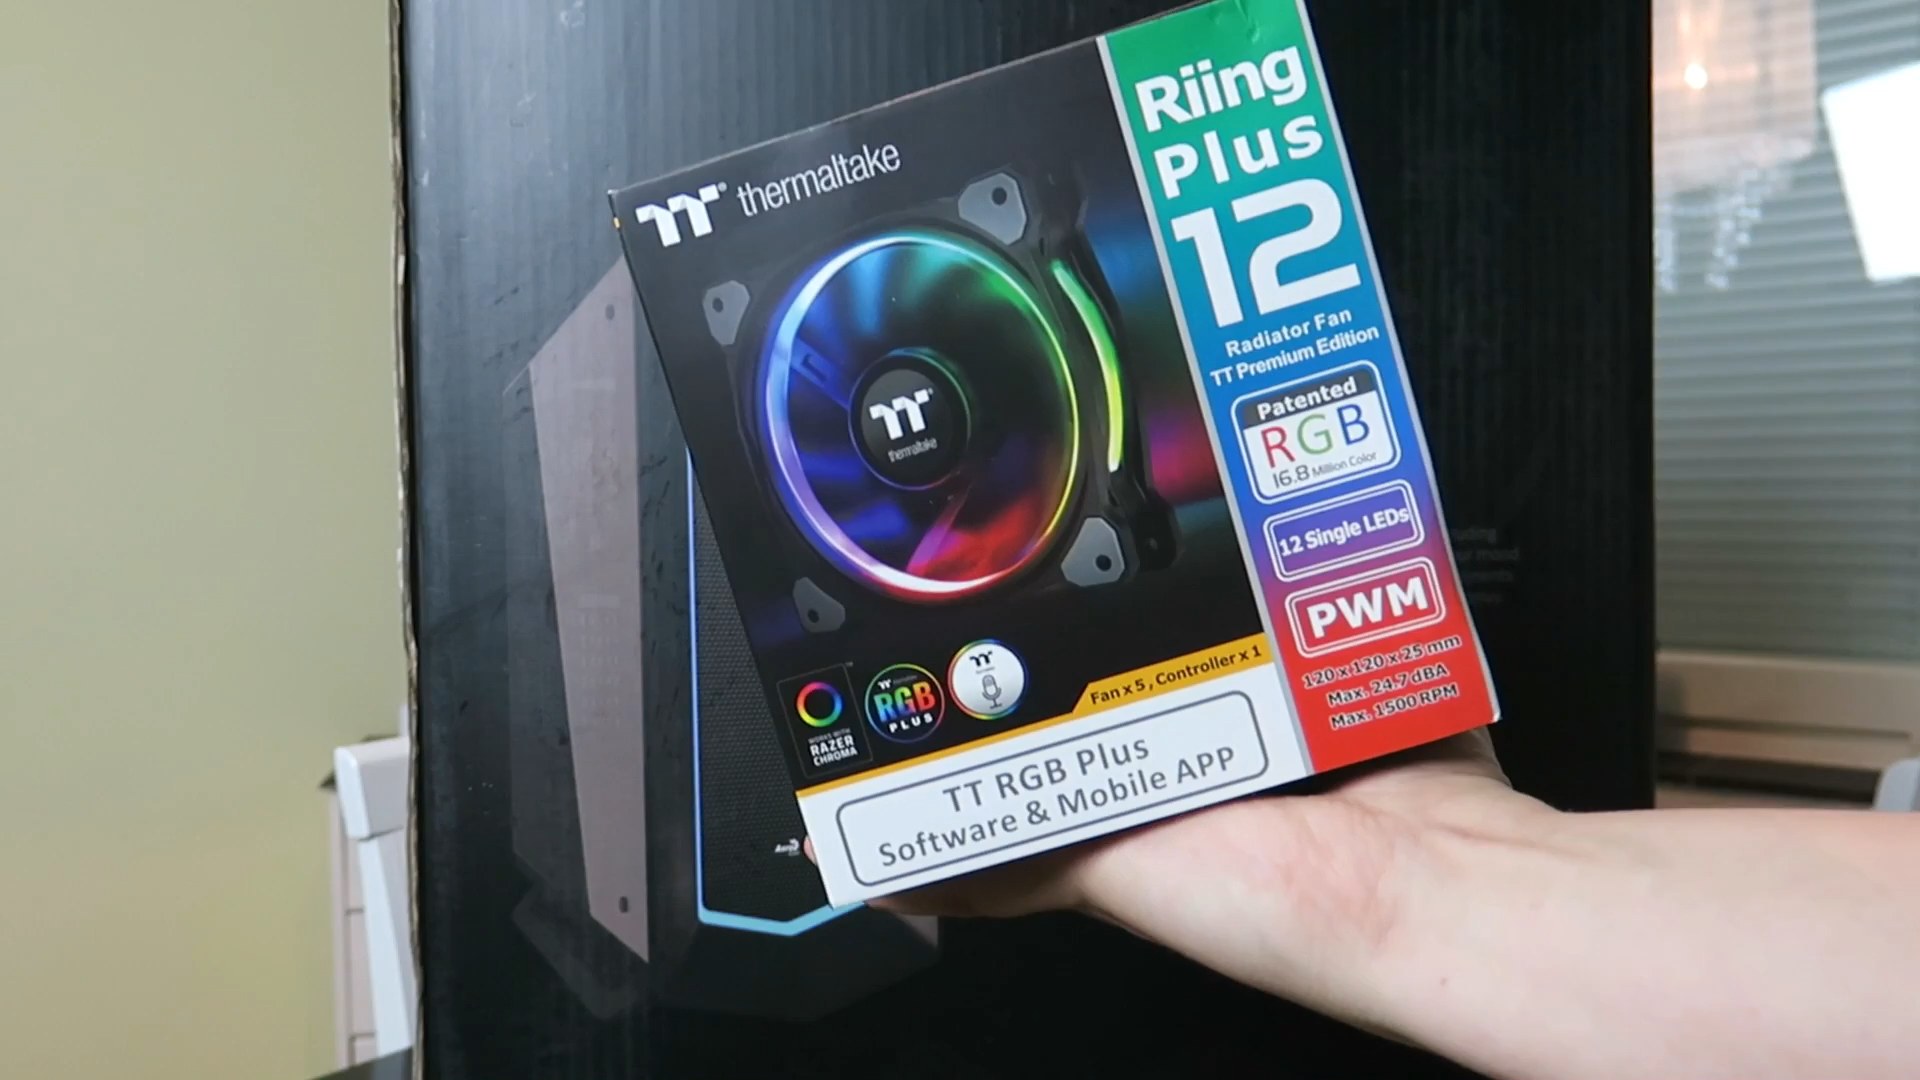 thermaltake
Riing
Plus
12
Radiator Fan
TT Premium Edition
Patented
RGB
16.8 Million Color
12 Single LEDs
PWM
120 x 120 x 25 mm
Max. 24.7 dBA
Max. 1500 RPM
thermaltake
WORKS WITH
RAZER
CHROMA
RGB
PLUS
Fan x 5 , Controller x 1
TT RGB Plus
Software & Mobile APP